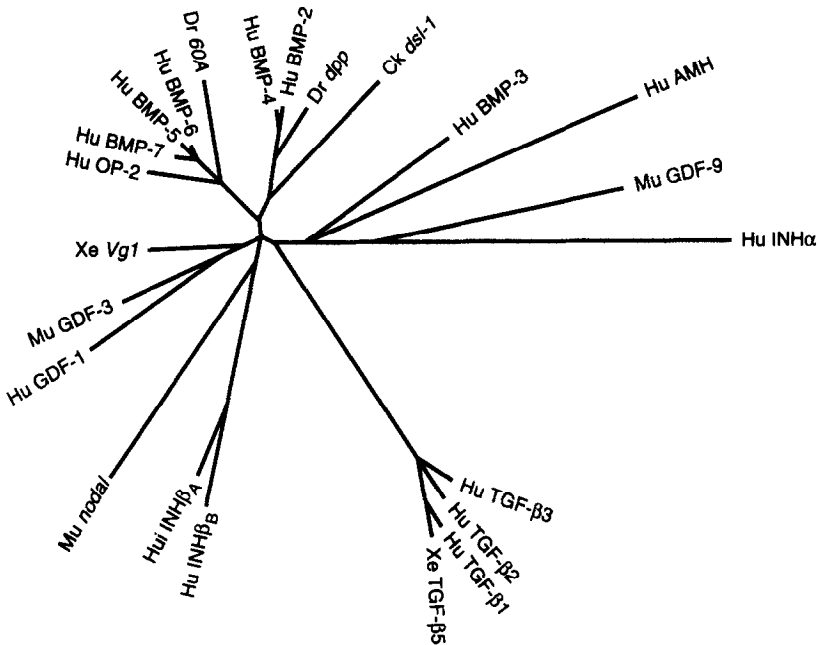 Dr 60A
Hu BMP-6
Hu BMP-5
Hu BMP-7
Hu OP-2
Hu BMP-4
Hu BMP-2
Dr dpp
Ck dsl-1
Hu BMP-3
Hu AMH
Mu GDF-9
Hu INHα
Xe Vg1
Mu GDF-3
Hu GDF-1
Mu nodal
Hui INHβA
Hu INHβB
Hu TGF-β3
Hu TGF-β2
Hu TGF-β1
Xe TGF-β5